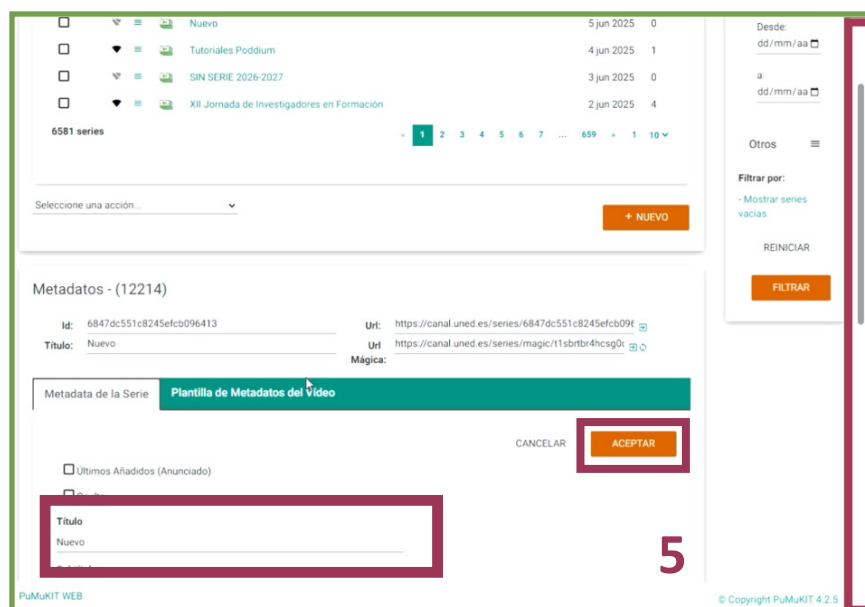 Nuevo 5 jun 2025 0
Tutoriales Poddium 4 jun 2025 1
SIN SERIE 2026-2027 3 jun 2025 0
XII Jornada de Investigadores en Formación 2 jun 2025 4
6581 series « 1 2 3 4 5 6 7 ... 659 » 1 10
Seleccione una acción...
+ NUEVO
Desde:
dd/mm/aa
a:
dd/mm/aa
Otros
Filtrar por:
- Mostrar series
vacias
REINICIAR
FILTRAR
Metadatos - (12214)
Id: 6847dc551c8245efcb096413 Url: https://canal.uned.es/series/6847dc551c8245efcb096
Título: Nuevo Url Mágica: https://canal.uned.es/series/magic/t1sbrtbr4hcsg0c
Metadata de la Serie Plantilla de Metadatos del Vídeo
CANCELAR ACEPTAR
Últimos Añadidos (Anunciado)
Título
Nuevo
5
PuMuKIT WEB © Copyright PuMuKIT 4.2.5